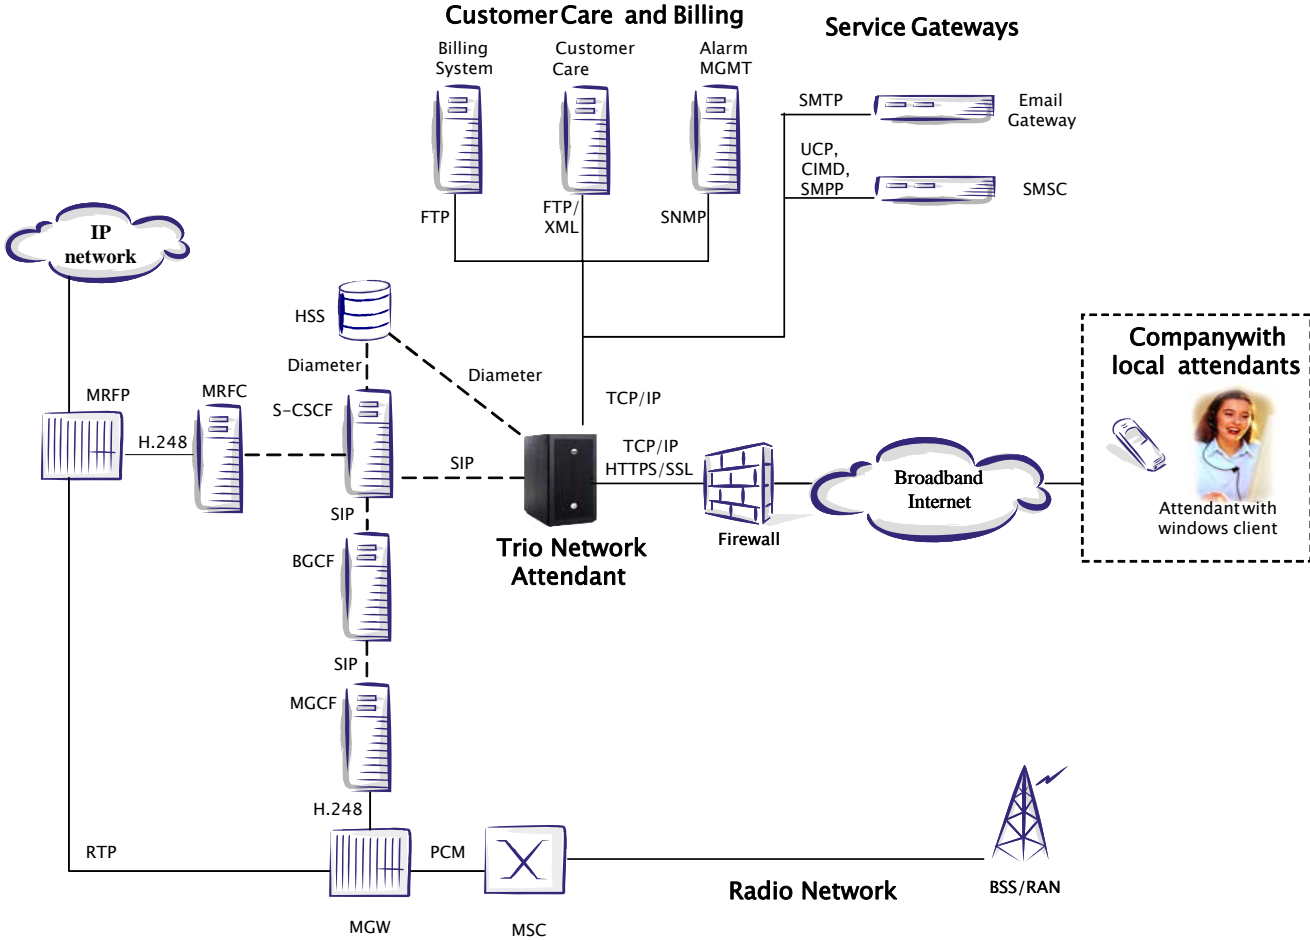 Customer Care and Billing
Service Gateways
Billing
System
Customer
Care
Alarm
MGMT
SMTP
Email
Gateway
UCP,
CIMD,
SMPP
SMSC
FTP
FTP/
XML
SNMP
IP
network
HSS
Diameter
Diameter
TCP/IP
Companywith
local attendants
MRFP
MRFC
S-CSCF
H.248
SIP
TCP/IP
HTTPS/SSL
Broadband
Internet
Attendant with
windows client
SIP
Firewall
Trio Network
Attendant
BGCF
SIP
MGCF
H.248
RTP
PCM
Radio Network
BSS/RAN
MGW
MSC